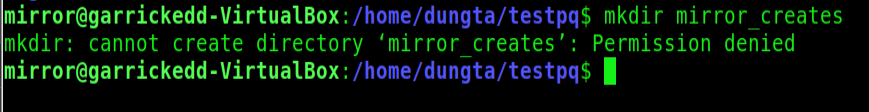 mirror@garrickedd-VirtualBox:/home/dungta/testpq$ mkdir mirror_creates
mkdir: cannot create directory ‘mirror_creates’: Permission denied
mirror@garrickedd-VirtualBox:/home/dungta/testpq$